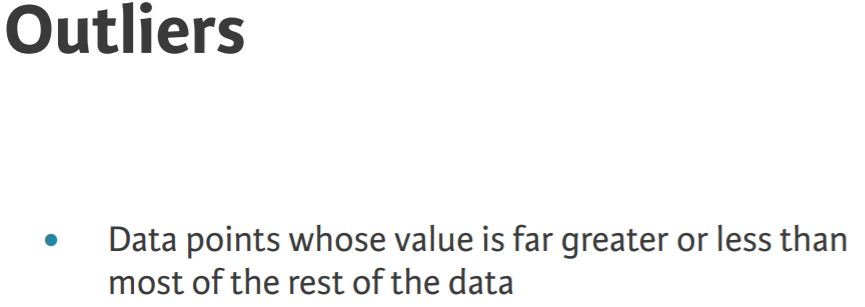 Outliers
• Data points whose value is far greater or less than
most of the rest of the data